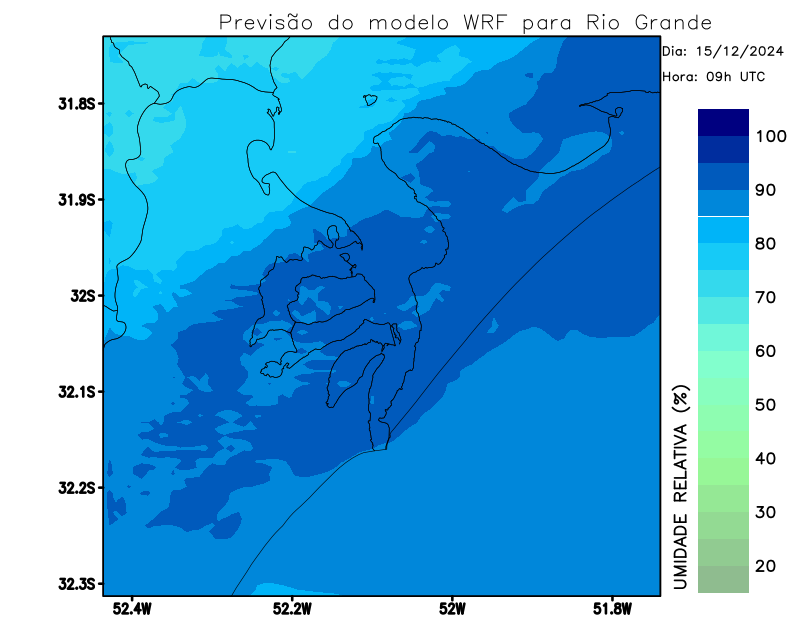 Previsão do modelo WRF para Rio Grande
Dia: 15/12/2024
Hora: 09h UTC
31.8S
31.9S
32S
32.1S
32.2S
32.3S
52.4W
52.2W
52W
51.8W
100
90
80
70
60
50
40
30
20
UMIDADE RELATIVA (%)